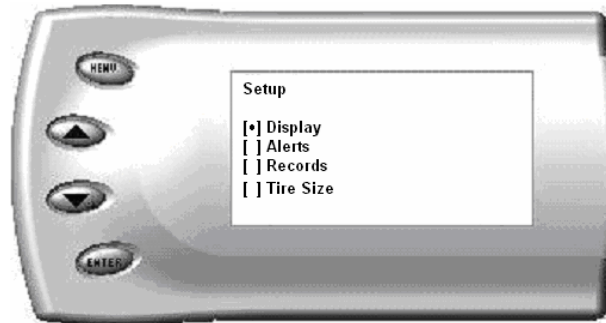 MENU
Setup
[•] Display
[ ] Alerts
[ ] Records
[ ] Tire Size
ENTER